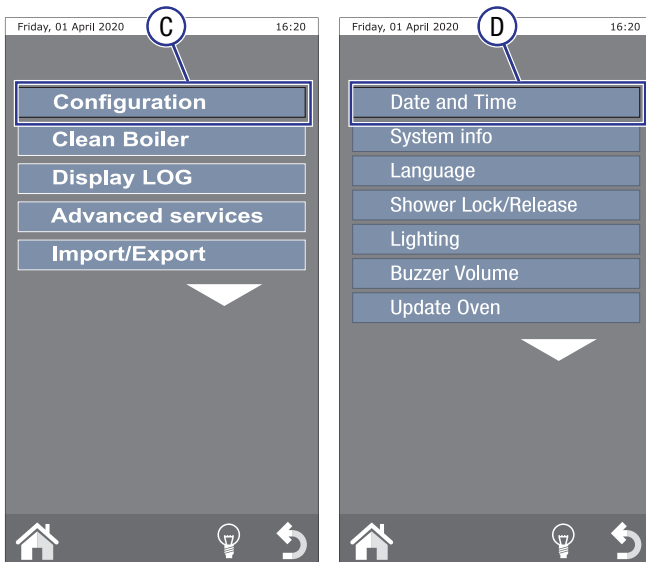 Friday, 01 April 2020 C 16:20
Configuration
Clean Boiler
Display LOG
Advanced services
Import/Export
Friday, 01 April 2020 D 16:20
Date and Time
System info
Language
Shower Lock/Release
Lighting
Buzzer Volume
Update Oven